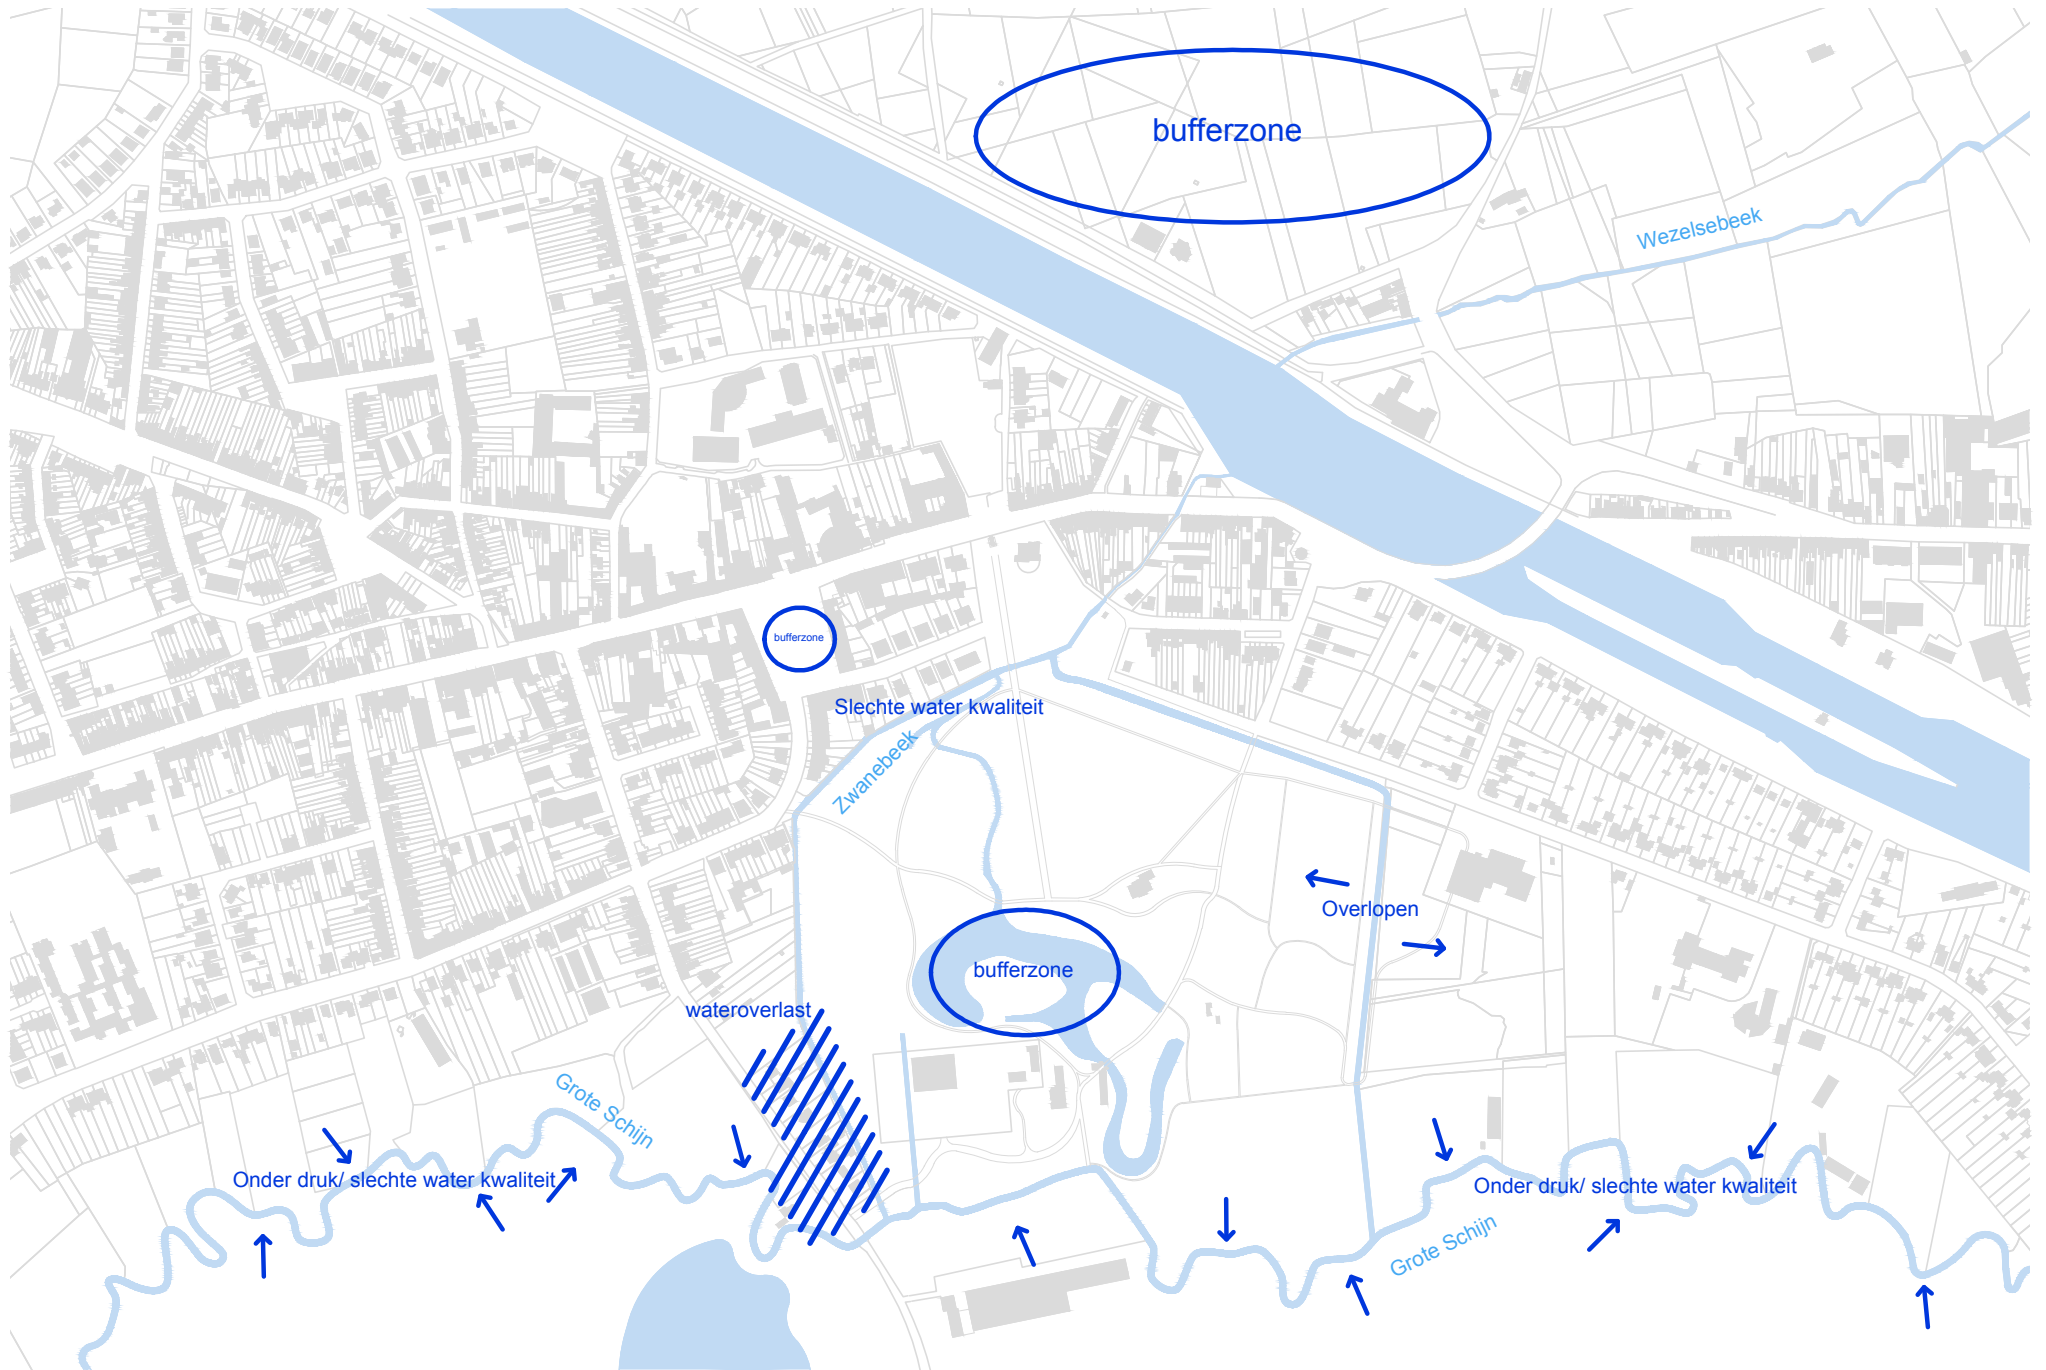 bufferzone
Wezelsebeek
bufferzone
Slechte water kwaliteit
Zwanebeek
Overlopen
bufferzone
wateroverlast
Grote Schijn
Onder druk/ slechte water kwaliteit
Onder druk/ slechte water kwaliteit
Grote Schijn